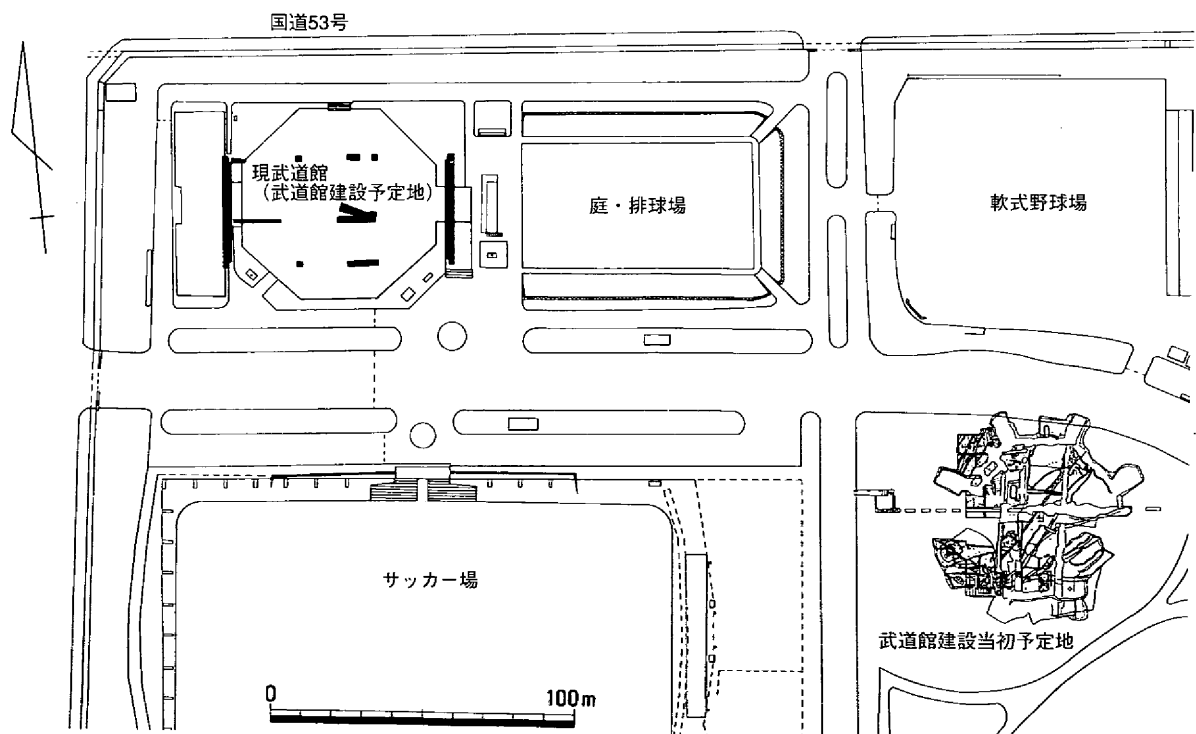 国道53号
現武道館
（武道館建設予定地）
庭・排球場
軟式野球場
サッカー場
武道館建設当初予定地
0 100m